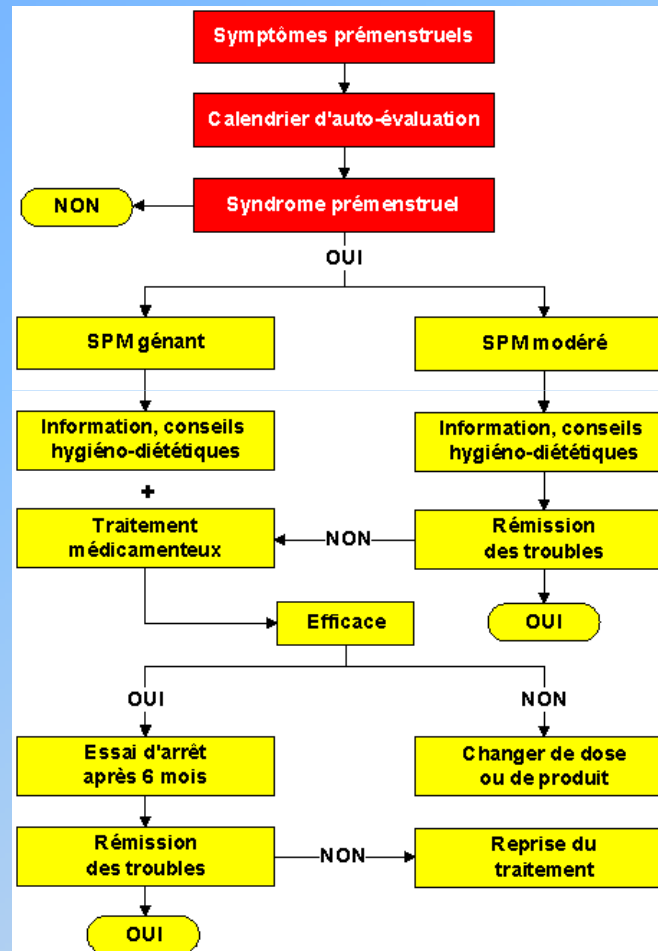 Symptômes prémenstruels
Calendrier d'auto-évaluation
Syndrome prémenstruel
NON
OUI
SPM génant
SPM modéré
Information, conseils
hygiéno-diététiques
Information, conseils
hygiéno-diététiques
+
Traitement
médicamenteux
NON
Rémission
des troubles
Efficace
OUI
OUI
NON
Essai d'arrêt
après 6 mois
Changer de dose
ou de produit
Rémission
des troubles
NON
Reprise du
traitement
OUI